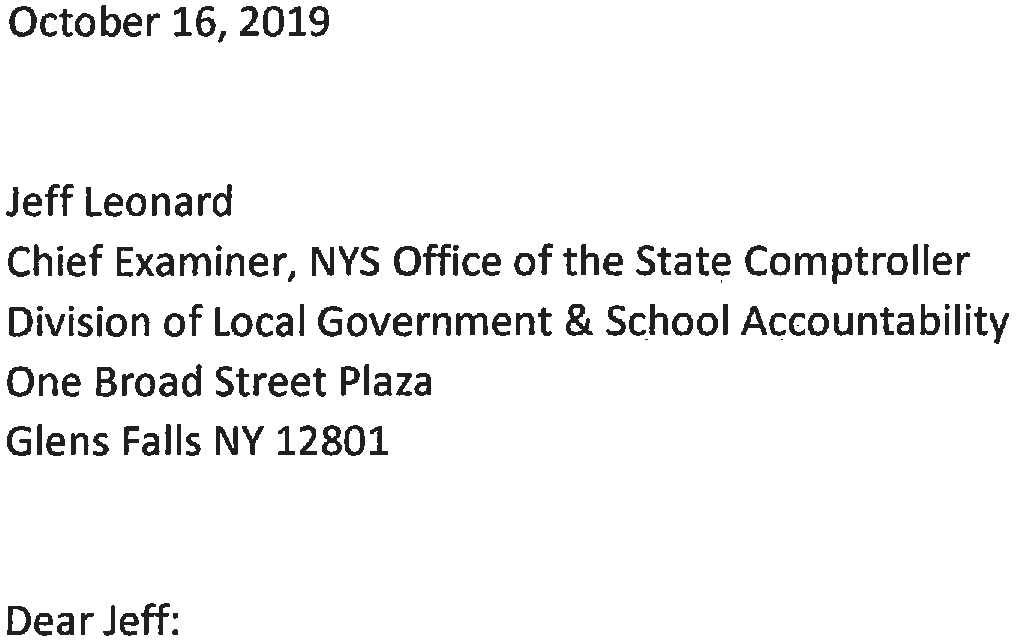 October 16, 2019
Jeff Leonard
Chief Examiner, NYS Office of the State Comptroller
Division of Local Government & School Accountability
One Broad Street Plaza
Glens Falls NY 12801
Dear Jeff: